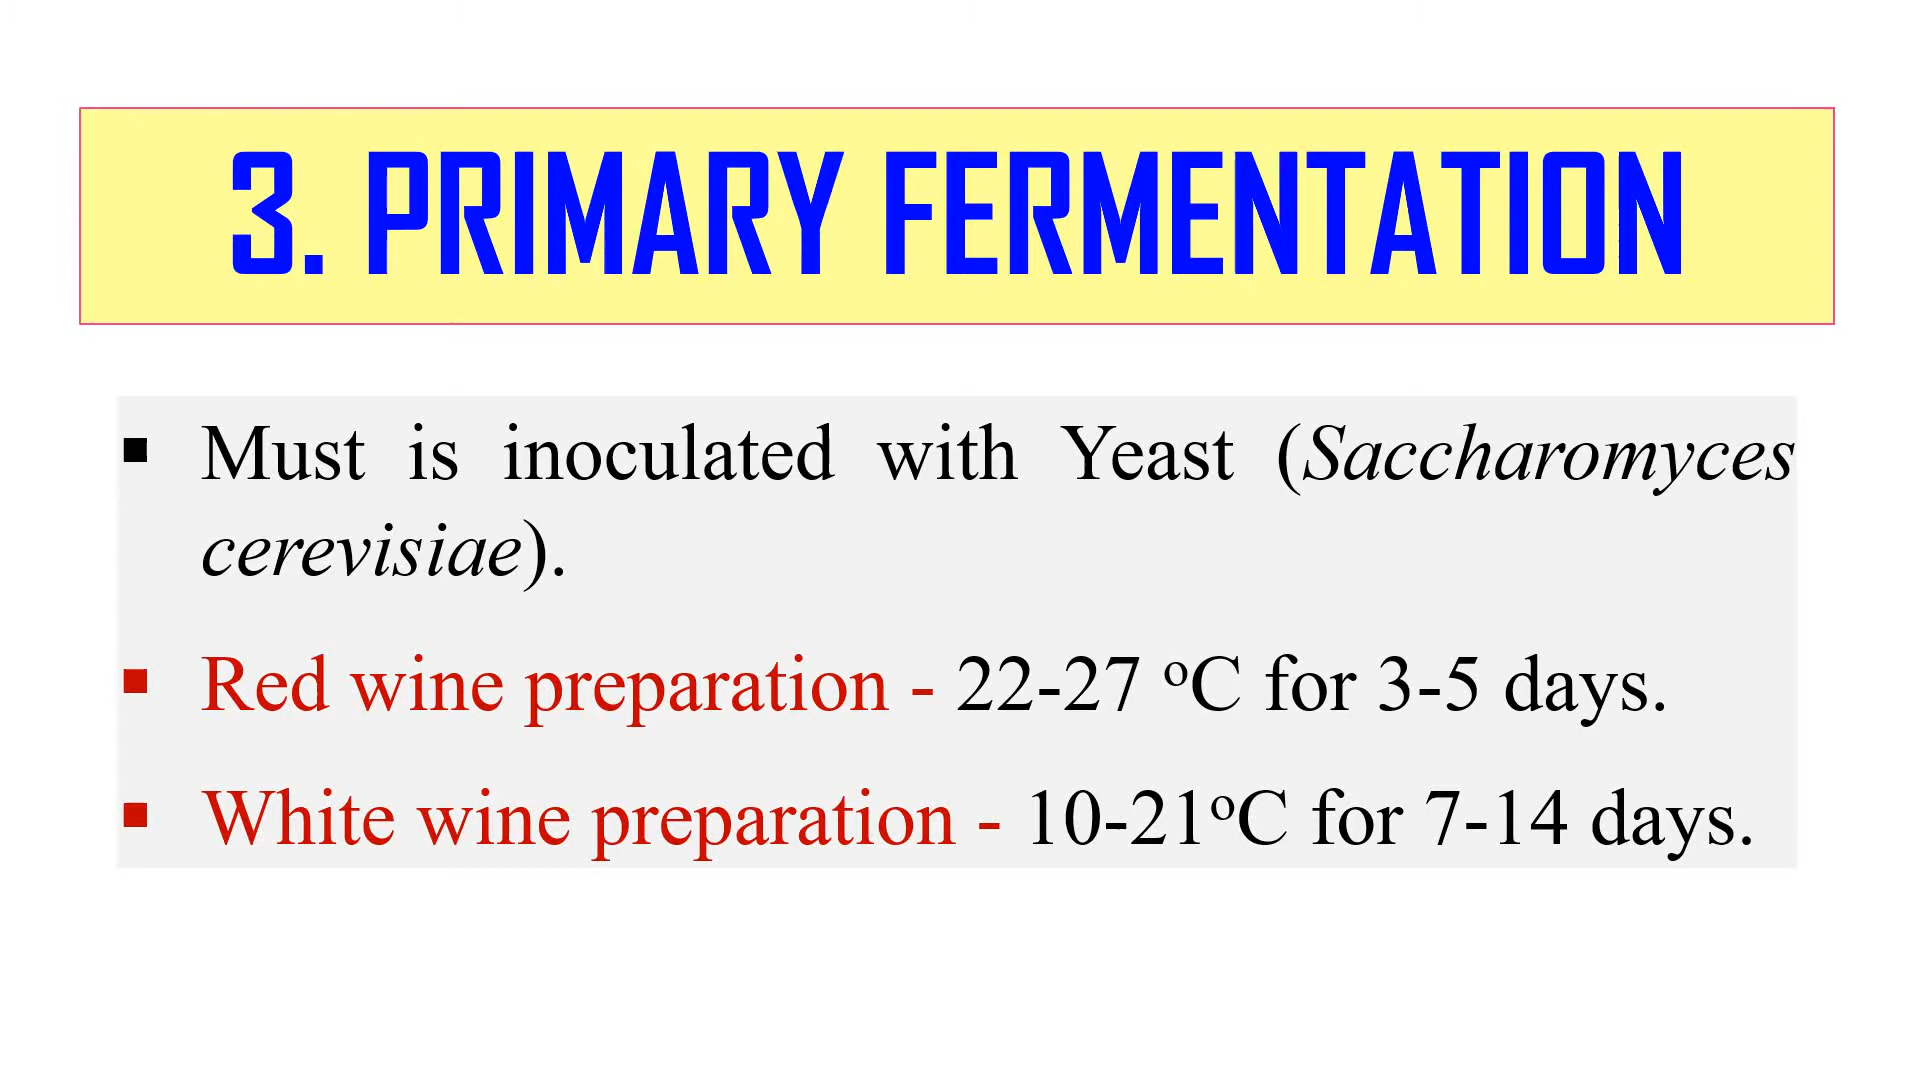 3. PRIMARY FERMENTATION
▪ Must is inoculated with Yeast (Saccharomyces
cerevisiae).
▪ Red wine preparation - 22-27 ºC for 3-5 days.
▪ White wine preparation - 10-21ºC for 7-14 days.